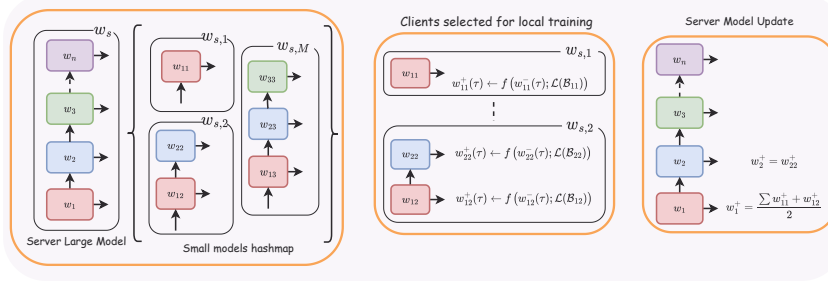 w_s
w_n
w_3
w_2
w_1
Server Large Model
w_{s,1}
w_{11}
w_{s,2}
w_{22}
w_{12}
w_{s,M}
w_{33}
w_{23}
w_{13}
Small models hashmap
Clients selected for local training
w_{s,1}
w_{11}
w_{11}^+(τ) ← f(w_{11}^-(τ); ℒ(ℬ_{11}))
w_{s,2}
w_{22}
w_{22}^+(τ) ← f(w_{22}^-(τ); ℒ(ℬ_{22}))
w_{12}
w_{12}^+(τ) ← f(w_{12}^-(τ); ℒ(ℬ_{12}))
Server Model Update
w_n
w_3
w_2
w_2^+ = w_{22}^+
w_1
w_1^+ = \frac{∑ w_{11}^+ + w_{12}^+}{2}